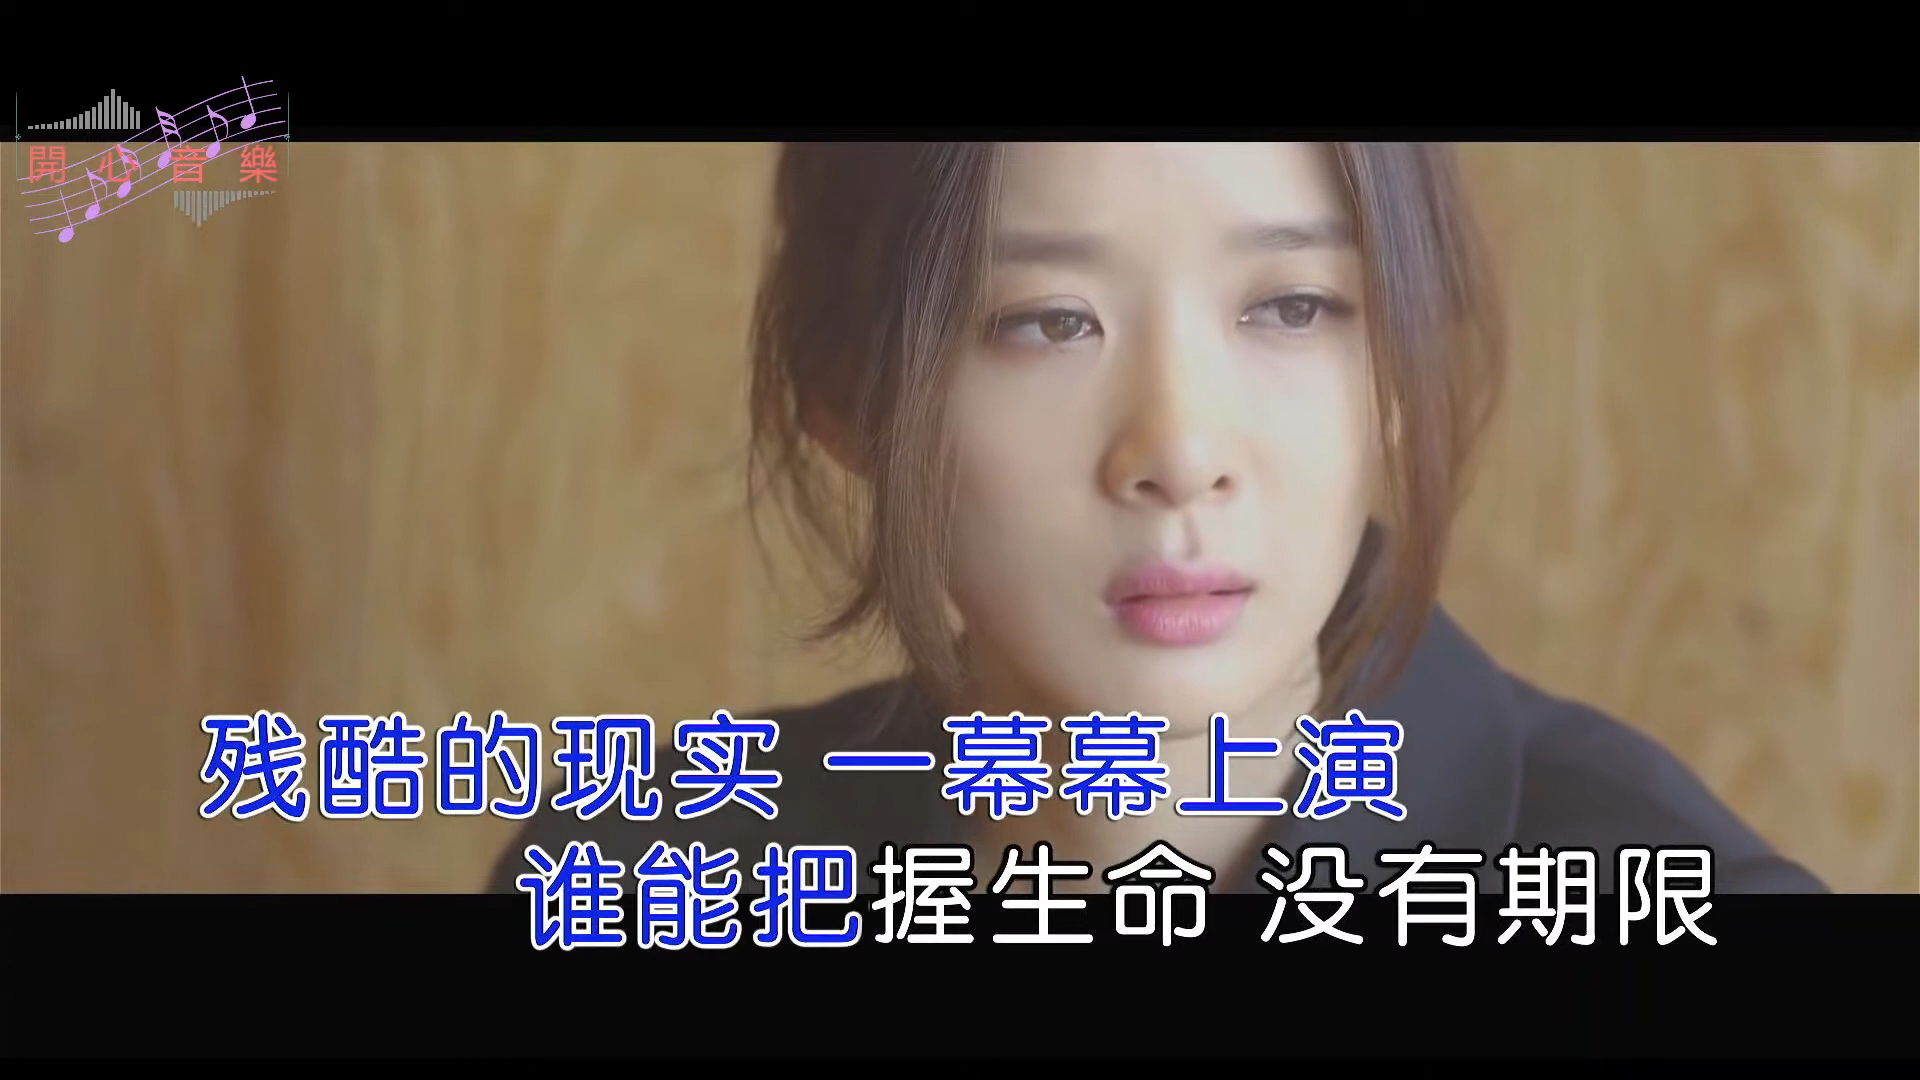 開心音樂
残酷的现实 一幕幕上演
谁能把握生命 没有期限